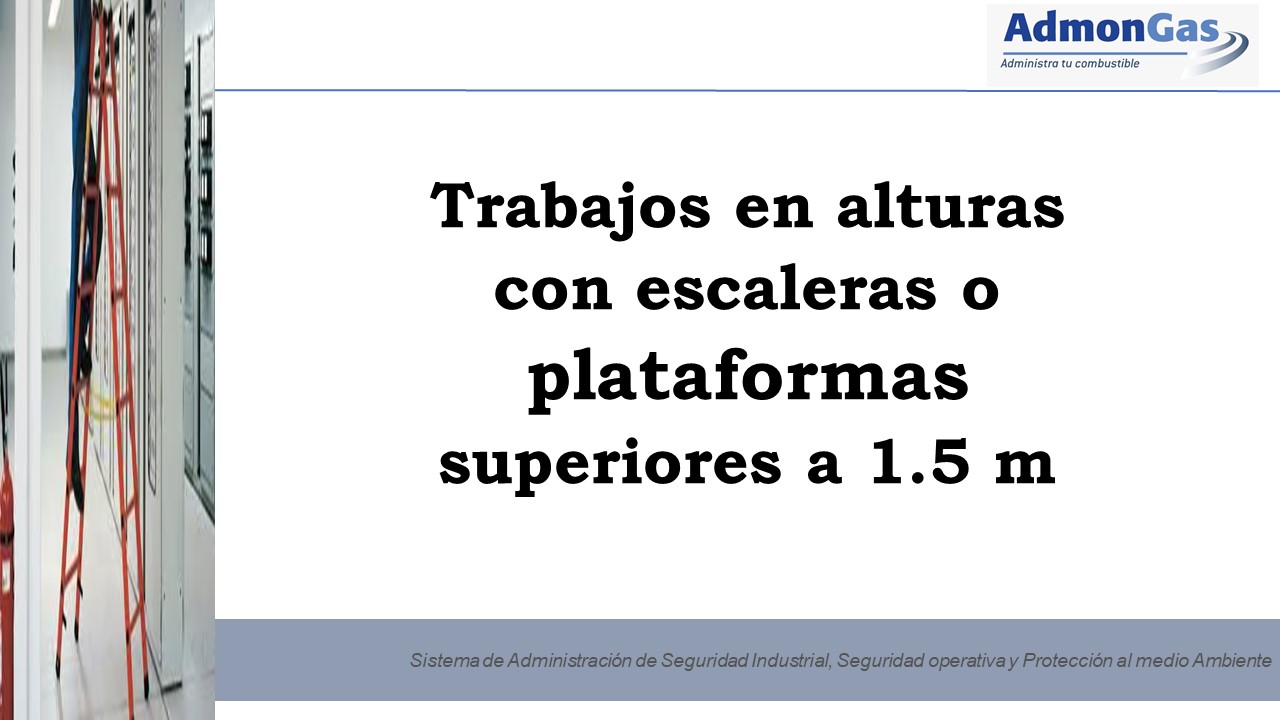 AdmonGas
Administra tu combustible
Trabajos en alturas
con escaleras o
plataformas
superiores a 1.5 m
Sistema de Administración de Seguridad Industrial, Seguridad operativa y Protección al medio Ambiente